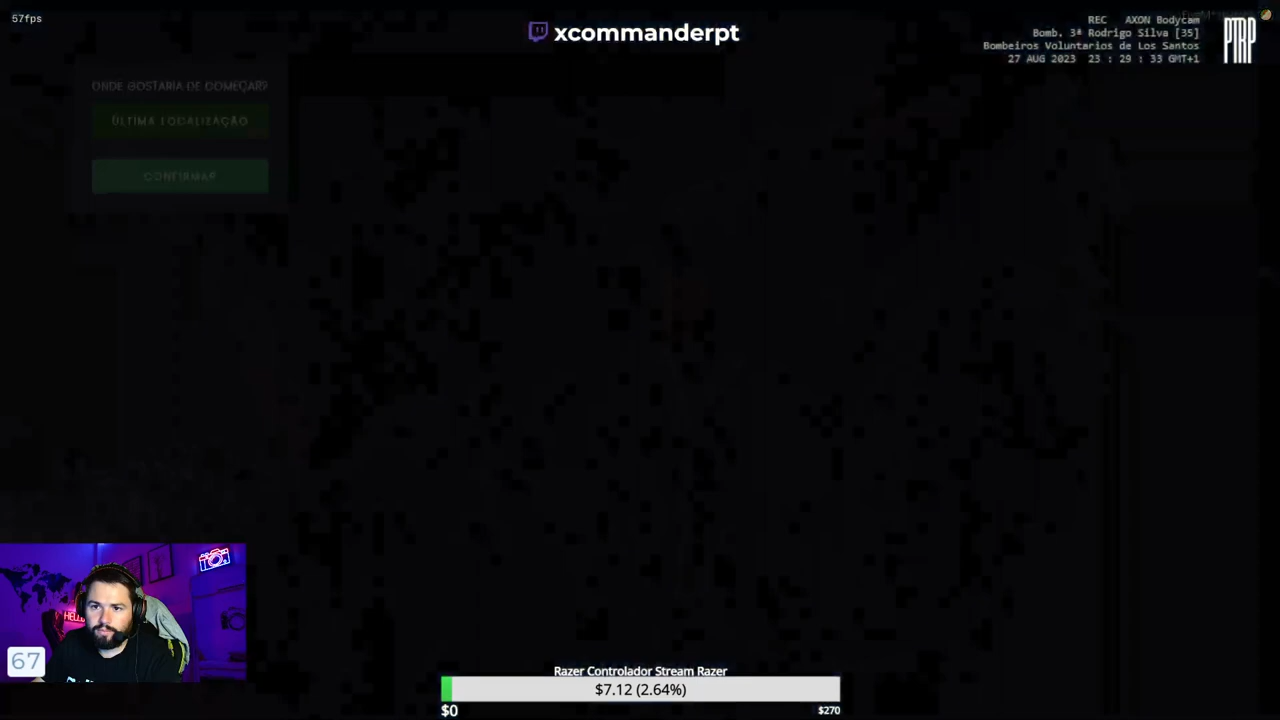 57fps
xcommanderpt
REC AXON Bodycam
Bomb. 3ª Rodrigo Silva [35]
Bombeiros Voluntarios de Los Santos
27 AUG 2023 23 : 29 : 33 GMT+1
PTRP
ONDE GOSTARIA DE COMEÇAR?
ÚLTIMA LOCALIZAÇÃO
CONFIRMAR
HELLO
67
Razer Controlador Stream Razer
$7.12 (2.64%)
$0
$270